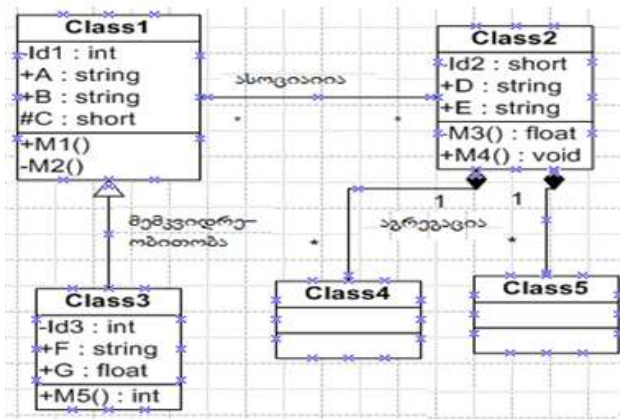 Class1
-Id1 : int
+A : string
+B : string
#C : short
+M1()
-M2()
ასოციაიია
*
*
Class2
-Id2 : short
+D : string
+E : string
-M3() : float
+M4() : void
1
1
აგრეგაცია
*
*
მემკვიდრე–
ობითობა
Class3
-Id3 : int
+F : string
+G : float
+M5() : int
Class4
Class5